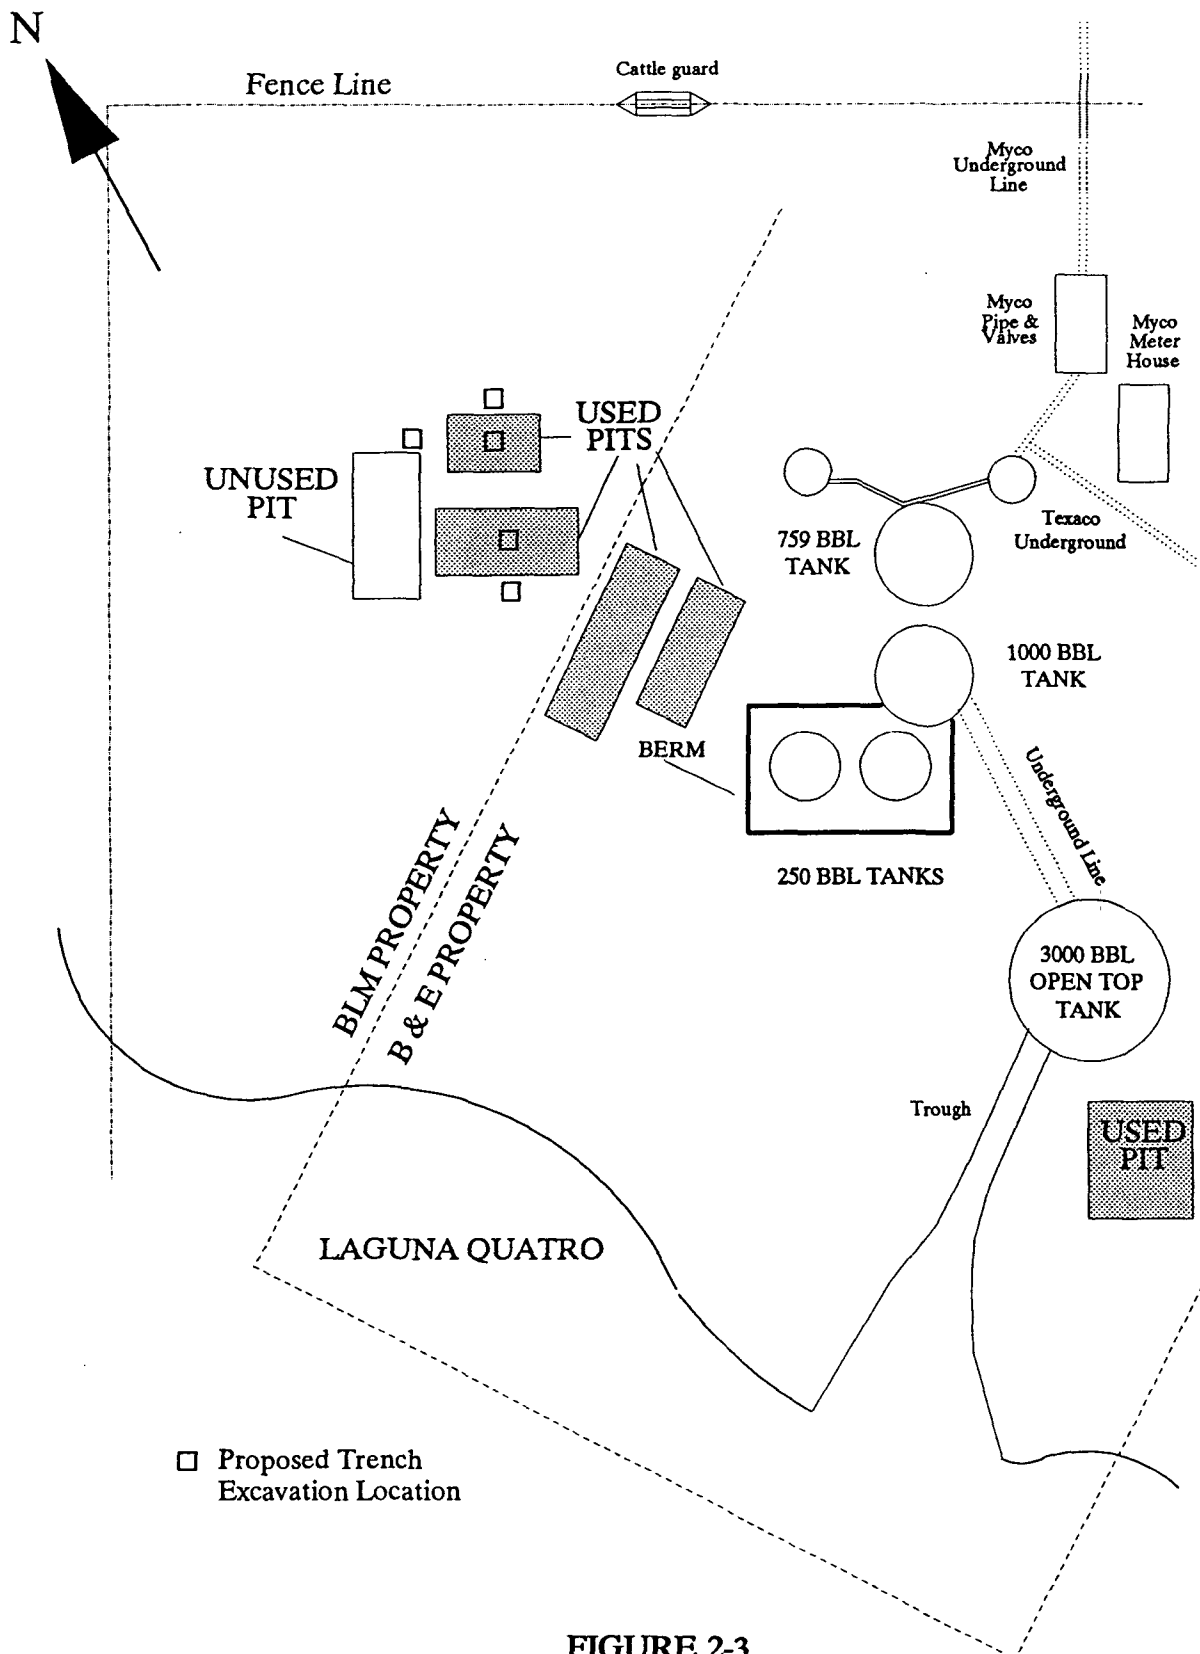 N
Fence Line
Cattle guard
Myco
Underground
Line
Myco
Pipe &
Valves
Myco
Meter
House
USED
PITS
UNUSED
PIT
759 BBL
TANK
Texaco
Underground
1000 BBL
TANK
BERM
Underground Line
250 BBL TANKS
BLM PROPERTY
B & E PROPERTY
3000 BBL
OPEN TOP
TANK
Trough
USED
PIT
LAGUNA QUATRO
Proposed Trench
Excavation Location
FIGURE 2-3